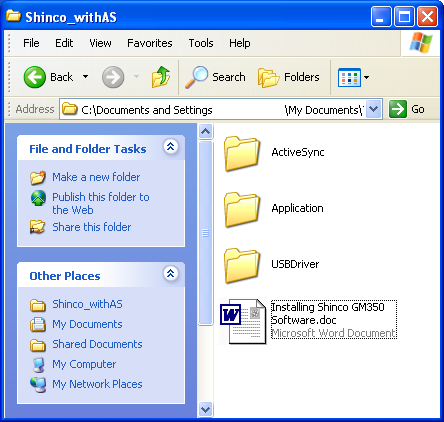 Shinco_withAS
File Edit View Favorites Tools Help
Back Search Folders
Address C:\Documents and Settings \My Documents\ Go
File and Folder Tasks
Make a new folder
Publish this folder to
the Web
Share this folder
Other Places
Shinco_withAS
My Documents
Shared Documents
My Computer
My Network Places
ActiveSync
Application
USBDriver
W
Installing Shinco GM350
Software.doc
Microsoft Word Document